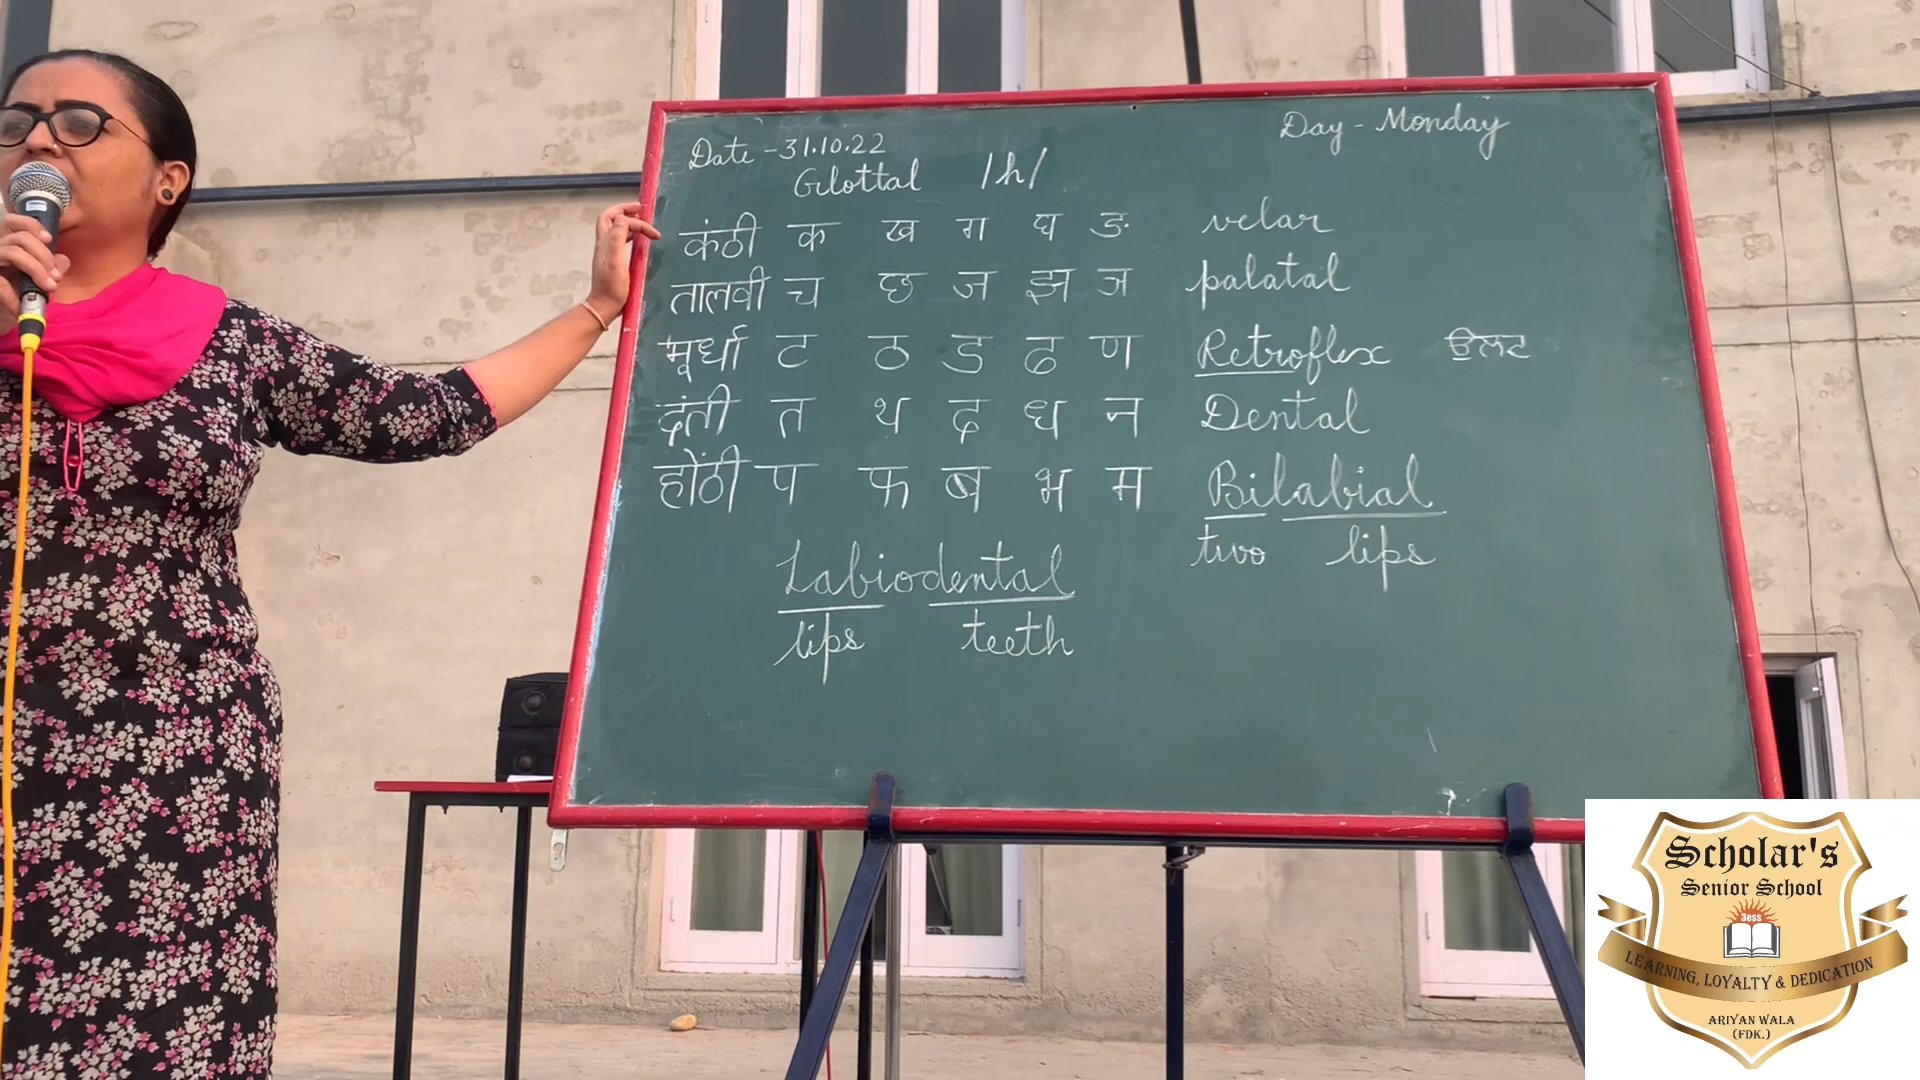 Date - 31.10.22
Day - Monday
Glottal /h/
कंठी क ख ग घ ङ velar
तालवी च छ ज झ ञ palatal
मूर्धा ट ठ ड ढ ण Retroflex ਉਲਟ
दंती त थ द ध न Dental
होंठी प फ ब भ म Bilabial
two lips
Labiodental
lips teeth
Scholar's
Senior School
3ess
LEARNING, LOYALTY & DEDICATION
ARIYAN WALA
(FDK.)